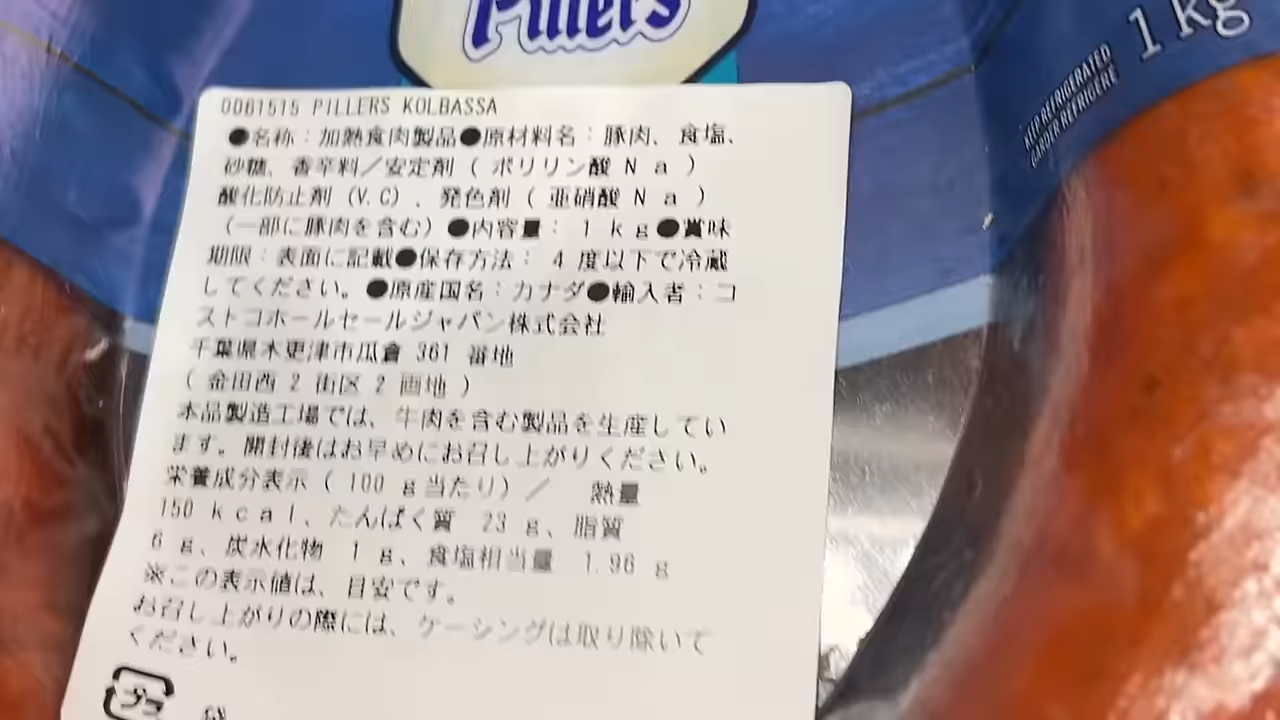 Pillers
1 kg
KEEP REFRIGERATED
GARDER RÉFRIGÉRÉ
0061515 PILLERS KOLBASSA
●名称：加熱食肉製品●原材料名：豚肉、食塩、
砂糖、香辛料／安定剤（ポリリン酸Ｎａ）
酸化防止剤（V.C）、発色剤（亜硝酸Ｎａ）
（一部に豚肉を含む）●内容量：１ｋｇ●賞味
期限：表面に記載●保存方法：４度以下で冷蔵
してください。●原産国名：カナダ●輸入者：コ
ストコホールセールジャパン株式会社
千葉県木更津市瓜倉 361 番地
（金田西２街区２画地）
本品製造工場では、牛肉を含む製品を生産してい
ます。開封後はお早めにお召し上がりください。
栄養成分表示（100ｇ当たり）／　熱量
150ｋｃａｌ、たんぱく質　23ｇ、脂質
6ｇ、炭水化物　1ｇ、食塩相当量　1.96ｇ
※この表示値は、目安です。
お召し上がりの際には、ケーシングは取り除いて
ください。
プラ